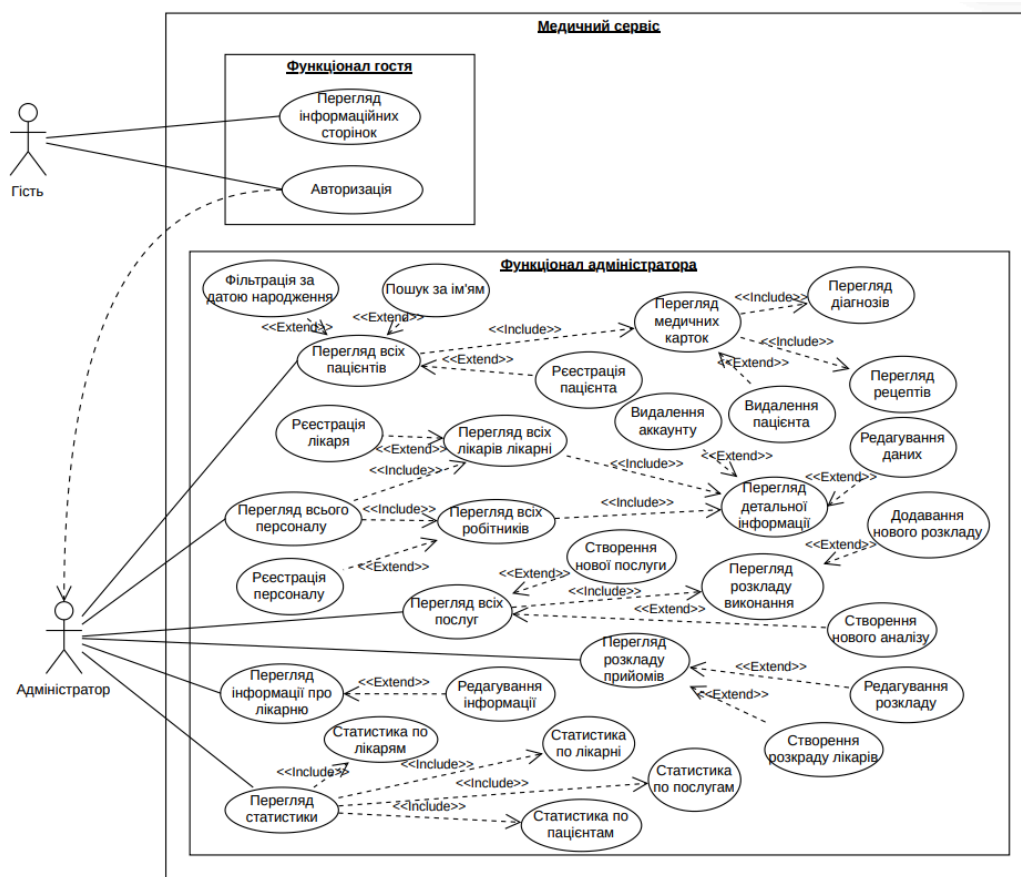 Медичний сервіс
Функціонал гостя
Перегляд
інформаційних
сторінок
Гість
Авторизація
Функціонал адміністратора
Фільтрація за
датою народження
Пошук за ім'ям
Перегляд
діагнозів
Перегляд
медичних
карток
<<Include>>
<<Extend>>
<<Extend>>
<<Include>>
Перегляд всіх
пацієнтів
<<Include>>
<<Extend>>
<<Extend>>
Рєестрація
пацієнта
Перегляд
рецептів
Видалення
аккаунту
Видалення
пацієнта
Рєестрація
лікаря
Перегляд всіх
лікарів лікарні
Редагування
даних
<<Extend>>
<<Extend>>
<<Include>>
<<Include>>
<<Extend>>
Перегляд
детальної
інформації
Перегляд всього
персоналу
<<Include>>
Перегляд всіх
робітників
<<Include>>
Додавання
нового розкладу
Створення
нової послуги
<<Extend>>
Рєестрація
персоналу
<<Extend>>
<<Extend>>
Перегляд
розкладу
виконання
<<Include>>
Перегляд всіх
послуг
<<Extend>>
Створення
нового аналізу
Перегляд
розкладу
прийомів
<<Extend>>
Адміністратор
Перегляд
інформації про
лікарню
<<Extend>>
Редагування
інформації
<<Extend>>
Редагування
розкладу
Статистика по
лікарям
Статистика
по лікарні
Створення
розкраду лікарів
<<Include>>
<<Include>>
Статистика
по послугам
Перегляд
статистики
<<Include>>
<<Include>>
Статистика по
пацієнтам